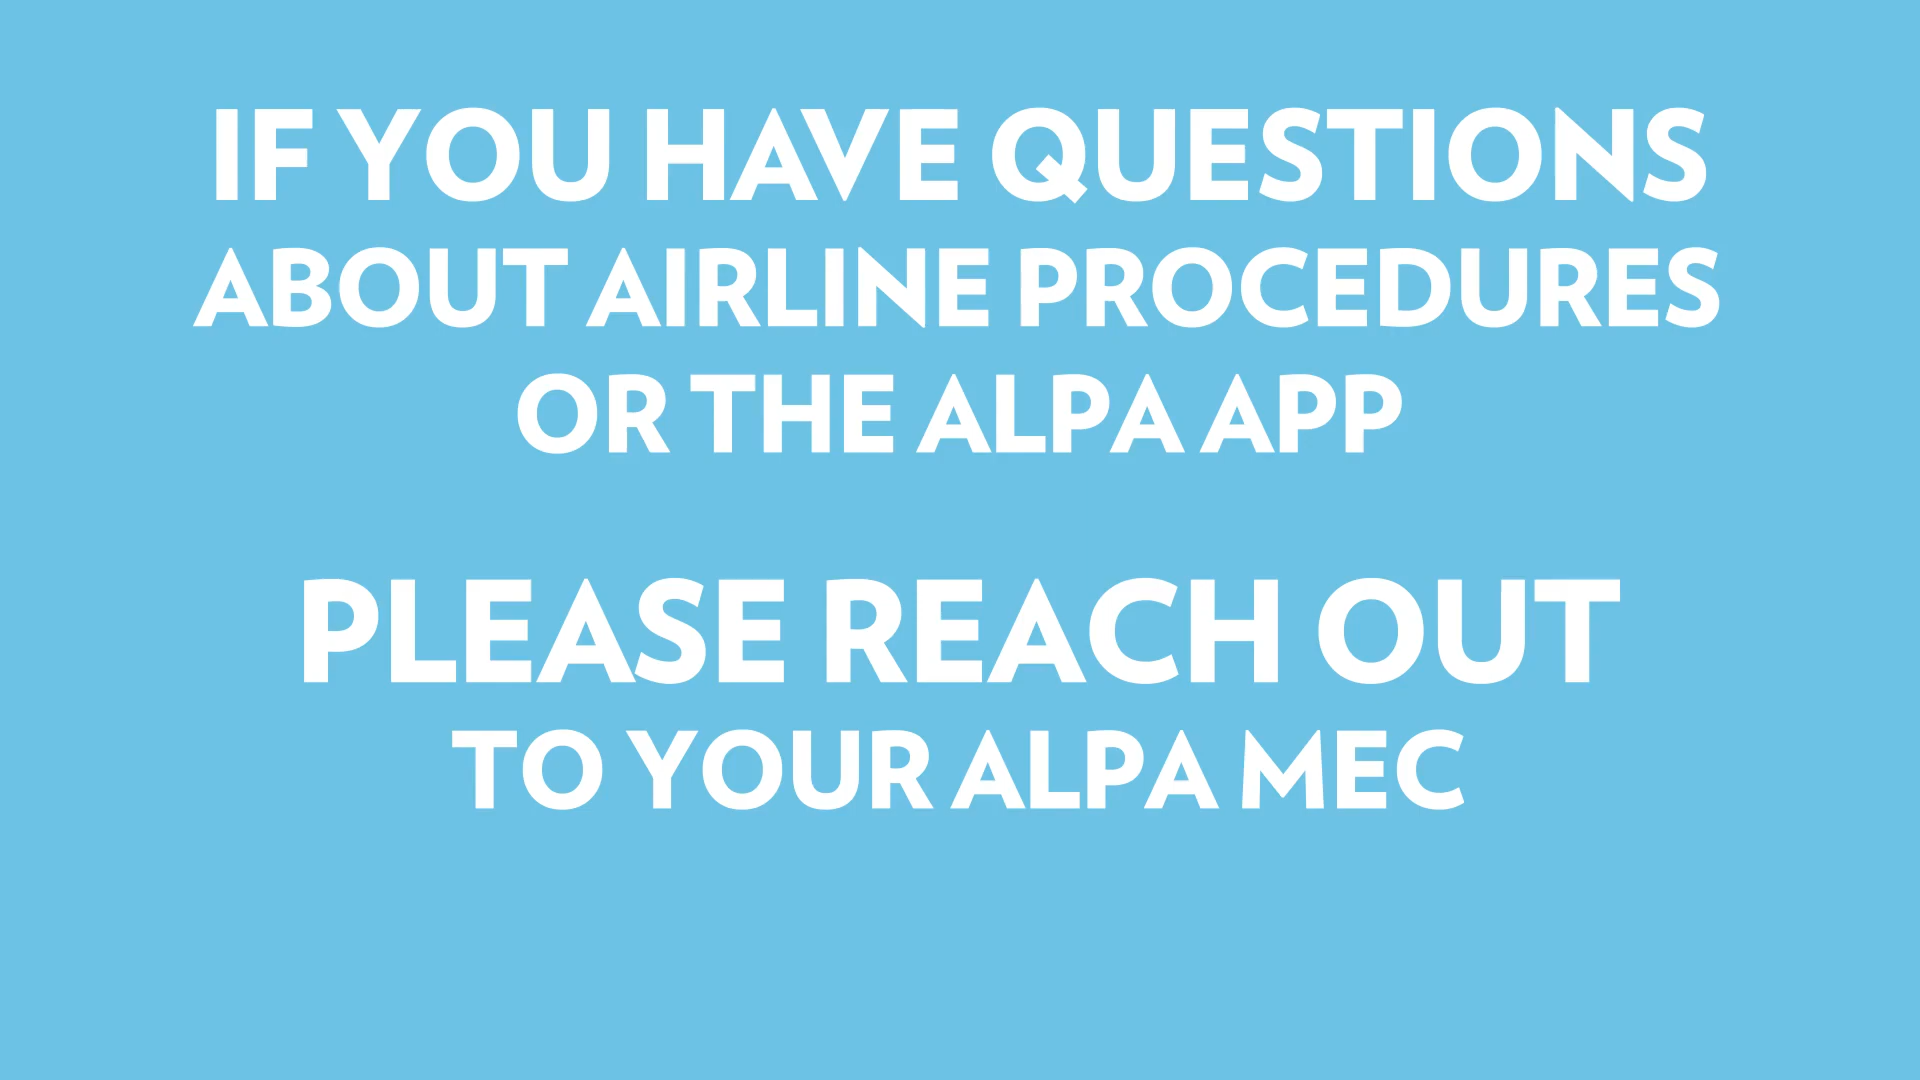 IF YOU HAVE QUESTIONS
ABOUT AIRLINE PROCEDURES
OR THE ALPA APP
PLEASE REACH OUT
TO YOUR ALPA MEC